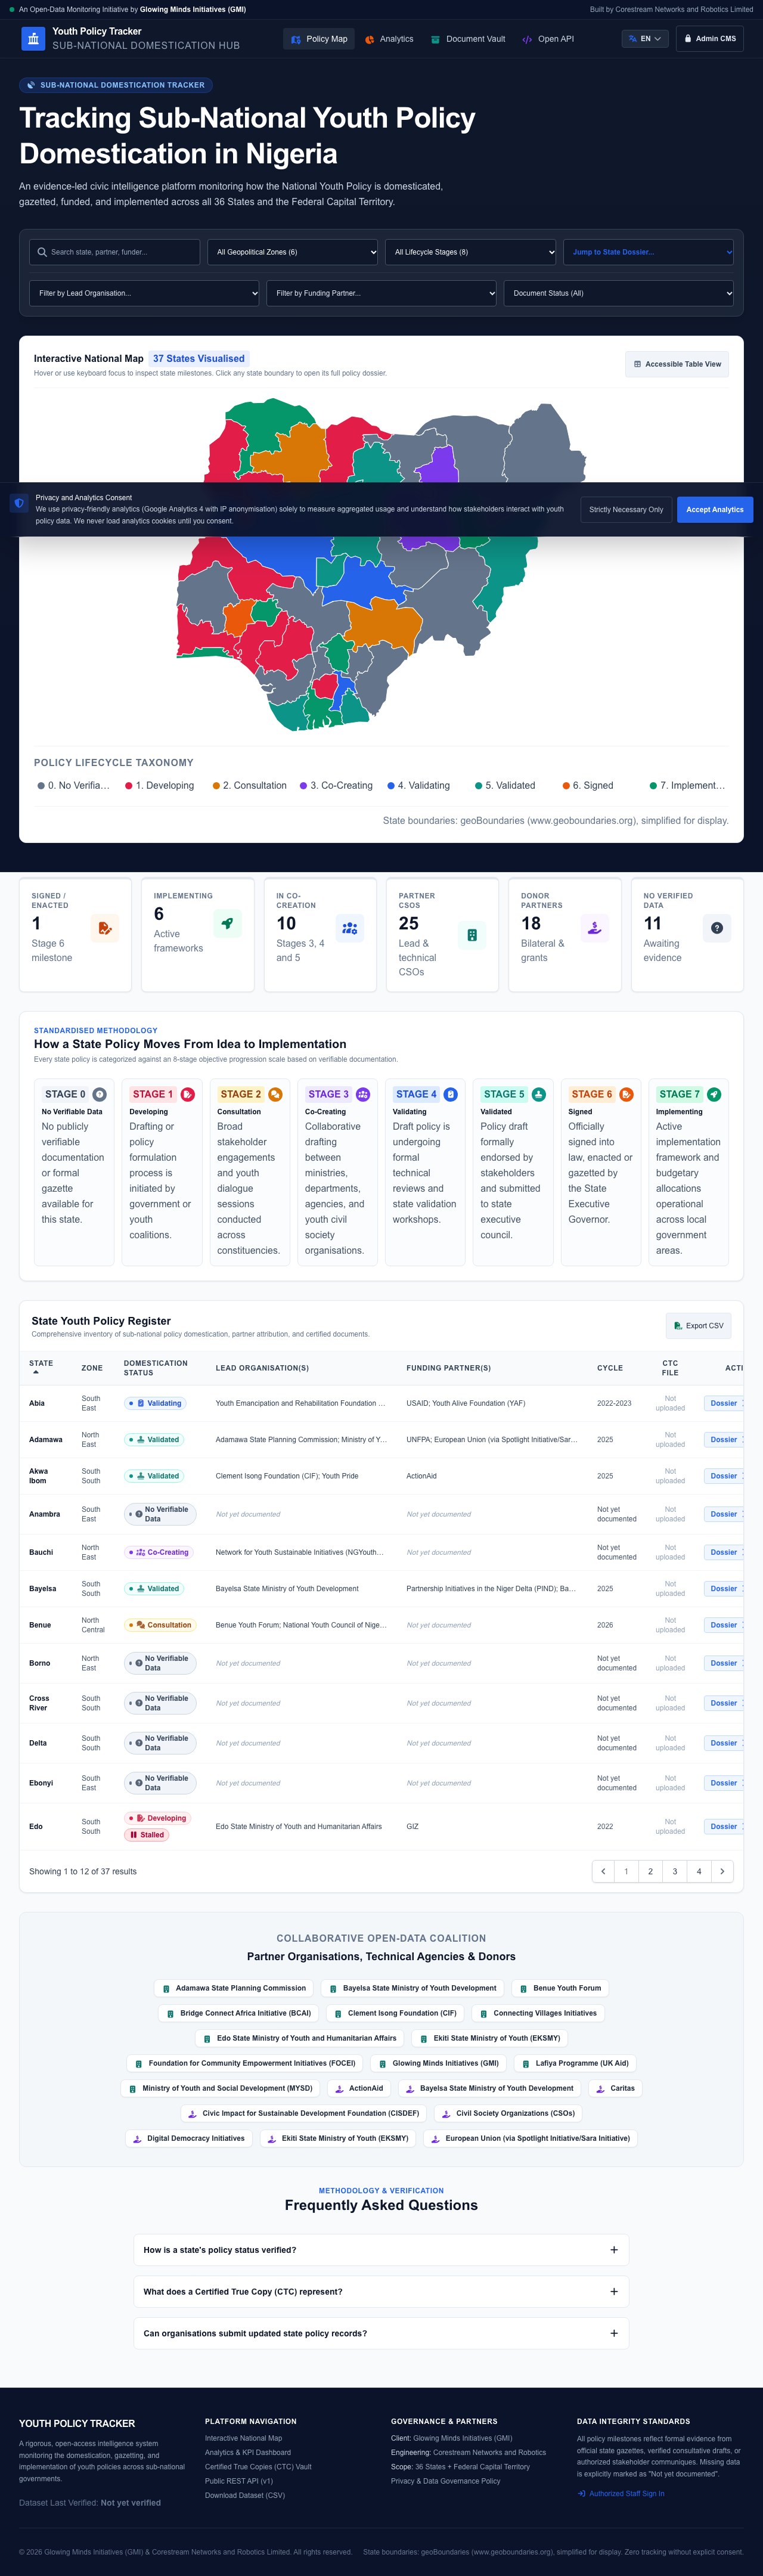 An Open-Data Monitoring Initiative by Glowing Minds Initiatives (GMI)
Built by Corestream Networks and Robotics Limited
Youth Policy Tracker
SUB-NATIONAL DOMESTICATION HUB
Policy Map
Analytics
Document Vault
Open API
EN
Admin CMS
SUB-NATIONAL DOMESTICATION TRACKER
Tracking Sub-National Youth Policy
Domestication in Nigeria
An evidence-led civic intelligence platform monitoring how the National Youth Policy is domesticated,
gazetted, funded, and implemented across all 36 States and the Federal Capital Territory.
Search state, partner, funder...
All Geopolitical Zones (6)
All Lifecycle Stages (8)
Jump to State Dossier...
Filter by Lead Organisation...
Filter by Funding Partner...
Document Status (All)
Interactive National Map
37 States Visualised
Hover or use keyboard focus to inspect state milestones. Click any state boundary to open its full policy dossier.
Accessible Table View
Privacy and Analytics Consent
We use privacy-friendly analytics (Google Analytics 4 with IP anonymisation) solely to measure aggregated usage and understand how stakeholders interact with youth
policy data. We never load analytics cookies until you consent.
Strictly Necessary Only
Accept Analytics
POLICY LIFECYCLE TAXONOMY
0. No Verifia...
1. Developing
2. Consultation
3. Co-Creating
4. Validating
5. Validated
6. Signed
7. Implement...
State boundaries: geoBoundaries (www.geoboundaries.org), simplified for display.
SIGNED /
ENACTED
1
Stage 6
milestone
IMPLEMENTING
6
Active
frameworks
IN CO-
CREATION
10
Stages 3, 4
and 5
PARTNER
CSOS
25
Lead &
technical
CSOs
DONOR
PARTNERS
18
Bilateral &
grants
NO VERIFIED
DATA
11
Awaiting
evidence
STANDARDISED METHODOLOGY
How a State Policy Moves From Idea to Implementation
Every state policy is categorized against an 8-stage objective progression scale based on verifiable documentation.
STAGE 0
No Verifiable Data
No publicly
verifiable
documentation
or formal
gazette
available for
this state.
STAGE 1
Developing
Drafting or
policy
formulation
process is
initiated by
government or
youth
coalitions.
STAGE 2
Consultation
Broad
stakeholder
engagements
and youth
dialogue
sessions
conducted
across
constituencies.
STAGE 3
Co-Creating
Collaborative
drafting
between
ministries,
departments,
agencies, and
youth civil
society
organisations.
STAGE 4
Validating
Draft policy is
undergoing
formal
technical
reviews and
state validation
workshops.
STAGE 5
Validated
Policy draft
formally
endorsed by
stakeholders
and submitted
to state
executive
council.
STAGE 6
Signed
Officially
signed into
law, enacted or
gazetted by
the State
Executive
Governor.
STAGE 7
Implementing
Active
implementation
framework and
budgetary
allocations
operational
across local
government
areas.
State Youth Policy Register
Comprehensive inventory of sub-national policy domestication, partner attribution, and certified documents.
Export CSV
STATE ZONE DOMESTICATION STATUS LEAD ORGANISATION(S) FUNDING PARTNER(S) CYCLE CTC FILE ACTI
Abia South East Validating Youth Emancipation and Rehabilitation Foundation ... USAID; Youth Alive Foundation (YAF) 2022-2023 Not uploaded Dossier
Adamawa North East Validated Adamawa State Planning Commission; Ministry of Y... UNFPA; European Union (via Spotlight Initiative/Sar... 2025 Not uploaded Dossier
Akwa Ibom South South Validated Clement Isong Foundation (CIF); Youth Pride ActionAid 2025 Not uploaded Dossier
Anambra South East No Verifiable Data Not yet documented Not yet documented Not yet documented Not uploaded Dossier
Bauchi North East Co-Creating Network for Youth Sustainable Initiatives (NGYouth... Not yet documented Not yet documented Not uploaded Dossier
Bayelsa South South Validated Bayelsa State Ministry of Youth Development Partnership Initiatives in the Niger Delta (PIND); Ba... 2025 Not uploaded Dossier
Benue North Central Consultation Benue Youth Forum; National Youth Council of Nige... Not yet documented 2026 Not uploaded Dossier
Borno North East No Verifiable Data Not yet documented Not yet documented Not yet documented Not uploaded Dossier
Cross River South South No Verifiable Data Not yet documented Not yet documented Not yet documented Not uploaded Dossier
Delta South South No Verifiable Data Not yet documented Not yet documented Not yet documented Not uploaded Dossier
Ebonyi South East No Verifiable Data Not yet documented Not yet documented Not yet documented Not uploaded Dossier
Edo South South Developing Stalled Edo State Ministry of Youth and Humanitarian Affairs GIZ 2022 Not uploaded Dossier
Showing 1 to 12 of 37 results
1 2 3 4
COLLABORATIVE OPEN-DATA COALITION
Partner Organisations, Technical Agencies & Donors
Adamawa State Planning Commission
Bayelsa State Ministry of Youth Development
Benue Youth Forum
Bridge Connect Africa Initiative (BCAI)
Clement Isong Foundation (CIF)
Connecting Villages Initiatives
Edo State Ministry of Youth and Humanitarian Affairs
Ekiti State Ministry of Youth (EKSMY)
Foundation for Community Empowerment Initiatives (FOCEI)
Glowing Minds Initiatives (GMI)
Lafiya Programme (UK Aid)
Ministry of Youth and Social Development (MYSD)
ActionAid
Bayelsa State Ministry of Youth Development
Caritas
Civic Impact for Sustainable Development Foundation (CISDEF)
Civil Society Organizations (CSOs)
Digital Democracy Initiatives
Ekiti State Ministry of Youth (EKSMY)
European Union (via Spotlight Initiative/Sara Initiative)
METHODOLOGY & VERIFICATION
Frequently Asked Questions
How is a state's policy status verified?
What does a Certified True Copy (CTC) represent?
Can organisations submit updated state policy records?
YOUTH POLICY TRACKER
A rigorous, open-access intelligence system
monitoring the domestication, gazetting, and
implementation of youth policies across sub-national
governments.
Dataset Last Verified: Not yet verified
PLATFORM NAVIGATION
Interactive National Map
Analytics & KPI Dashboard
Certified True Copies (CTC) Vault
Public REST API (v1)
Download Dataset (CSV)
GOVERNANCE & PARTNERS
Client: Glowing Minds Initiatives (GMI)
Engineering: Corestream Networks and Robotics
Scope: 36 States + Federal Capital Territory
Privacy & Data Governance Policy
DATA INTEGRITY STANDARDS
All policy milestones reflect formal evidence from
official state gazettes, verified consultation drafts, or
authorized stakeholder communiques. Missing data
is explicitly marked as "Not yet documented".
Authorized Staff Sign In
© 2026 Glowing Minds Initiatives (GMI) & Corestream Networks and Robotics Limited. All rights reserved.
State boundaries: geoBoundaries (www.geoboundaries.org), simplified for display. Zero tracking without explicit consent.